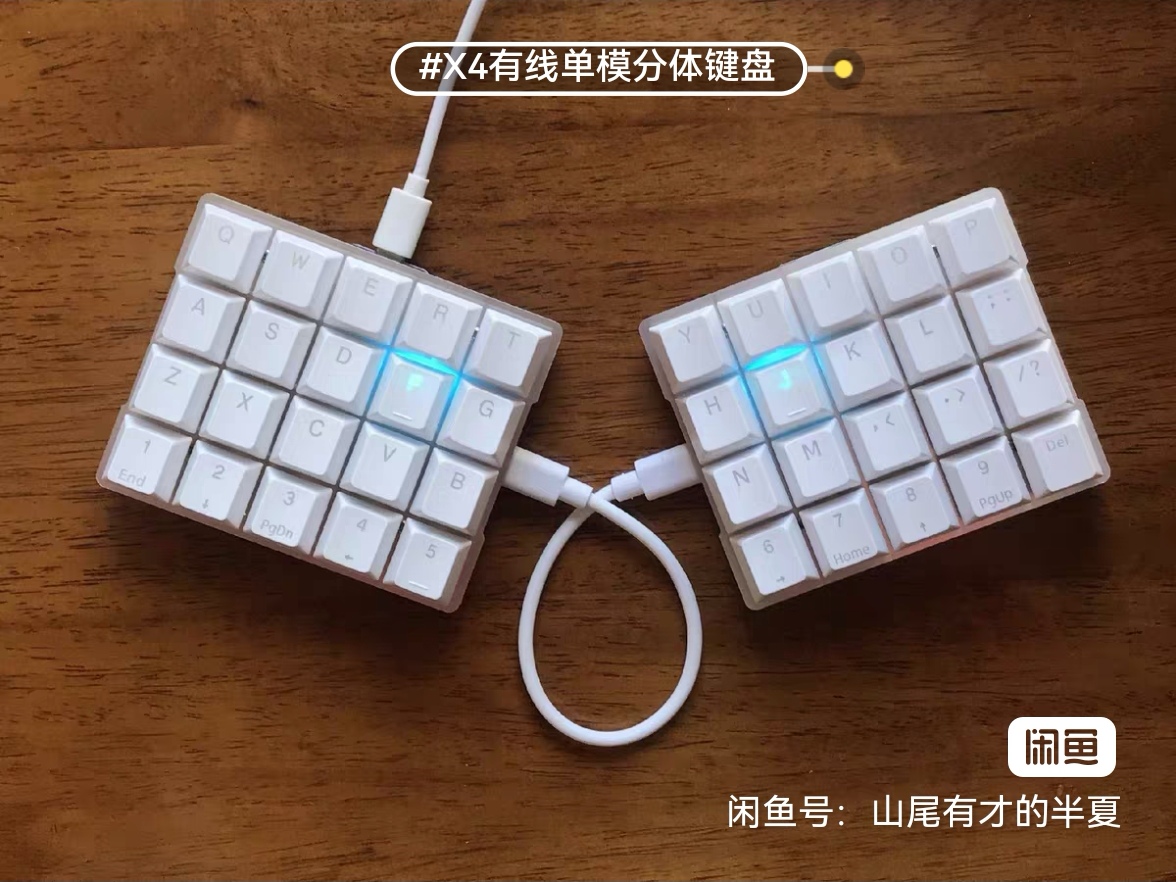 #X4有线单模分体键盘
Q W E R T
Y U I O P
A S D F G
H J K L : ;
Z X C V B
N M , < . > / ?
1 End 2 ↓ 3 PgDn 4 ← 5
6 → 7 Home 8 ↑ 9 PgUp Del
闲鱼
闲鱼号：山尾有才的半夏